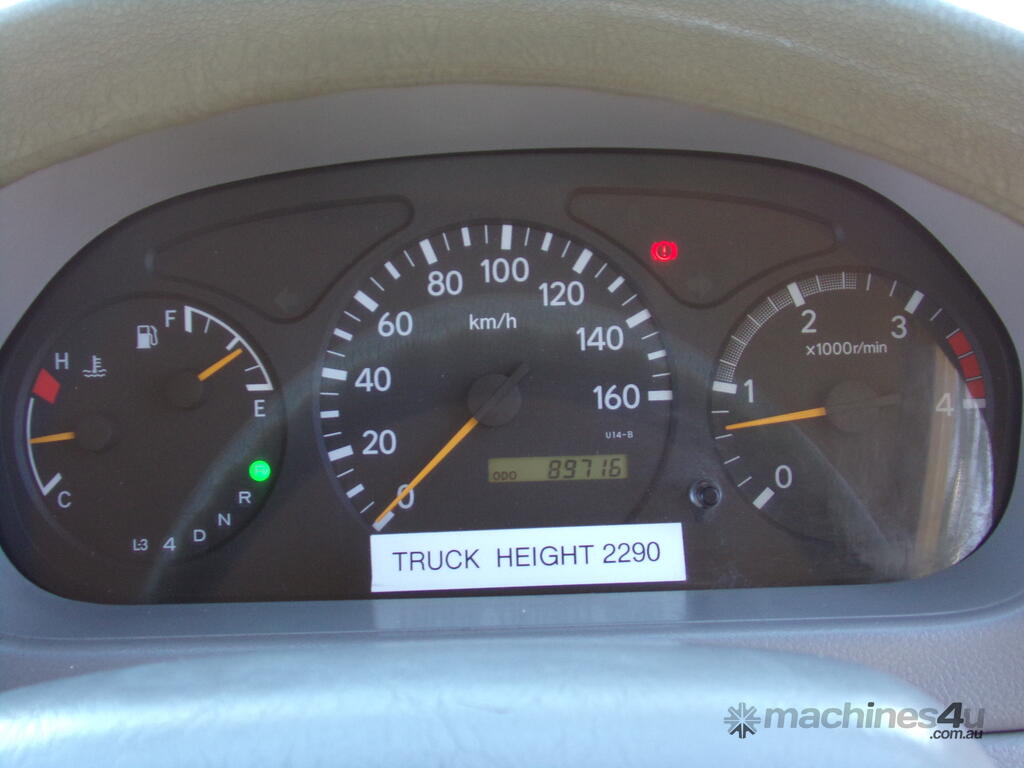 F
E
H
C
P
R
N
D
4
L3
0
20
40
60
80
100
120
140
160
km/h
U14-B
ODO 89716
0
1
2
3
4
x1000r/min
TRUCK HEIGHT 2290
machines4u
.com.au